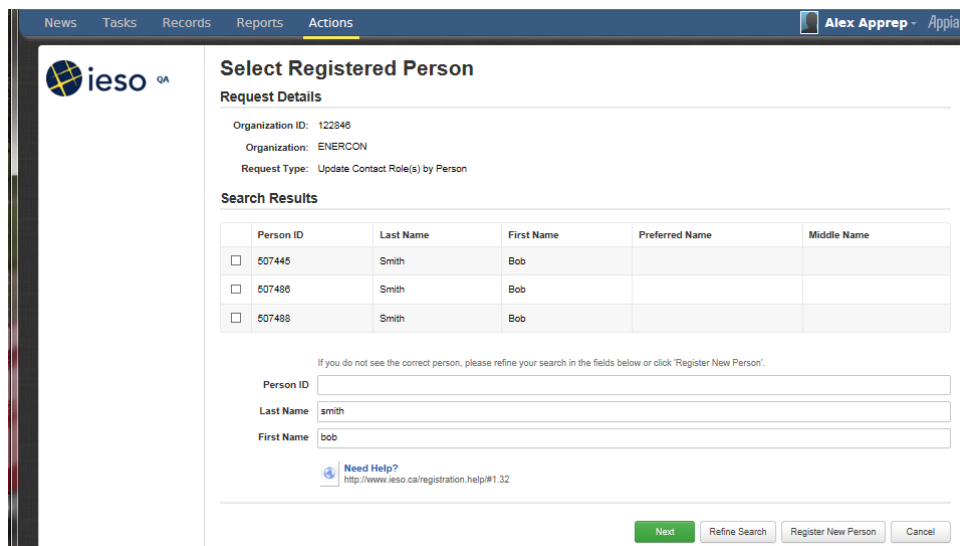 News Tasks Records Reports Actions Alex Apprep Appia
ieso QA
Select Registered Person
Request Details
Organization ID: 122846
Organization: ENERCON
Request Type: Update Contact Role(s) by Person
Search Results
Person ID Last Name First Name Preferred Name Middle Name
507445 Smith Bob
507486 Smith Bob
507488 Smith Bob
If you do not see the correct person, please refine your search in the fields below or click 'Register New Person'.
Person ID
Last Name smith
First Name bob
Need Help?
http://www.ieso.ca/registration.help/#1.32
Next Refine Search Register New Person Cancel